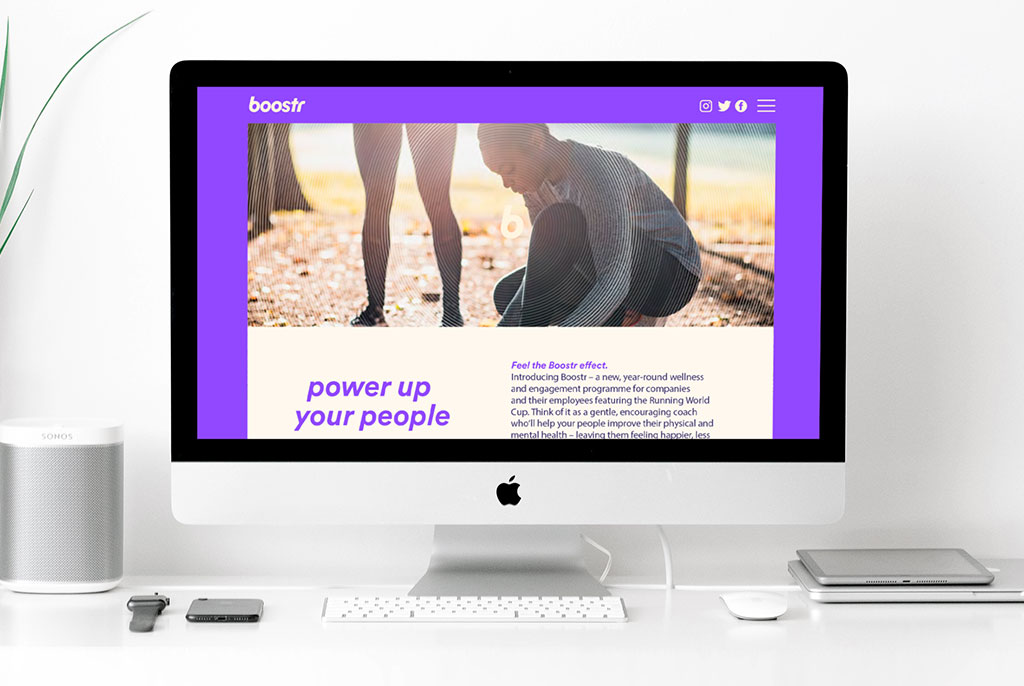 boostr
b
power up
your people
Feel the Boostr effect.
Introducing Boostr – a new, year-round wellness
and engagement programme for companies
and their employees featuring the Running World
Cup. Think of it as a gentle, encouraging coach
who'll help your people improve their physical and
mental health – leaving them feeling happier, less
SONOS